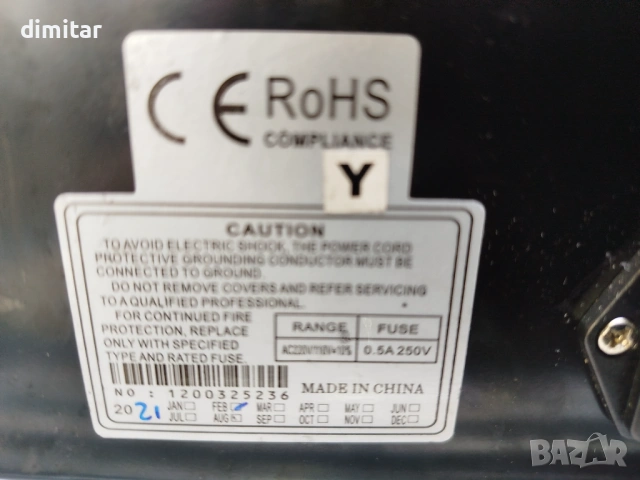 dimitar
CE RoHS
COMPLIANCE
Y
CAUTION
TO AVOID ELECTRIC SHOCK, THE POWER CORD
PROTECTIVE GROUNDING CONDUCTOR MUST BE
CONNECTED TO GROUND.
DO NOT REMOVE COVERS AND REFER SERVICING
TO A QUALIFIED PROFESSIONAL.
FOR CONTINUED FIRE
PROTECTION, REPLACE
ONLY WITH SPECIFIED
TYPE AND RATED FUSE.
RANGE FUSE
AC220V/110V±10% 0.5A 250V
NO : 1200325236
MADE IN CHINA
2021 JAN FEB MAR APR MAY JUN
JUL AUG SEP OCT NOV DEC
BAZAR